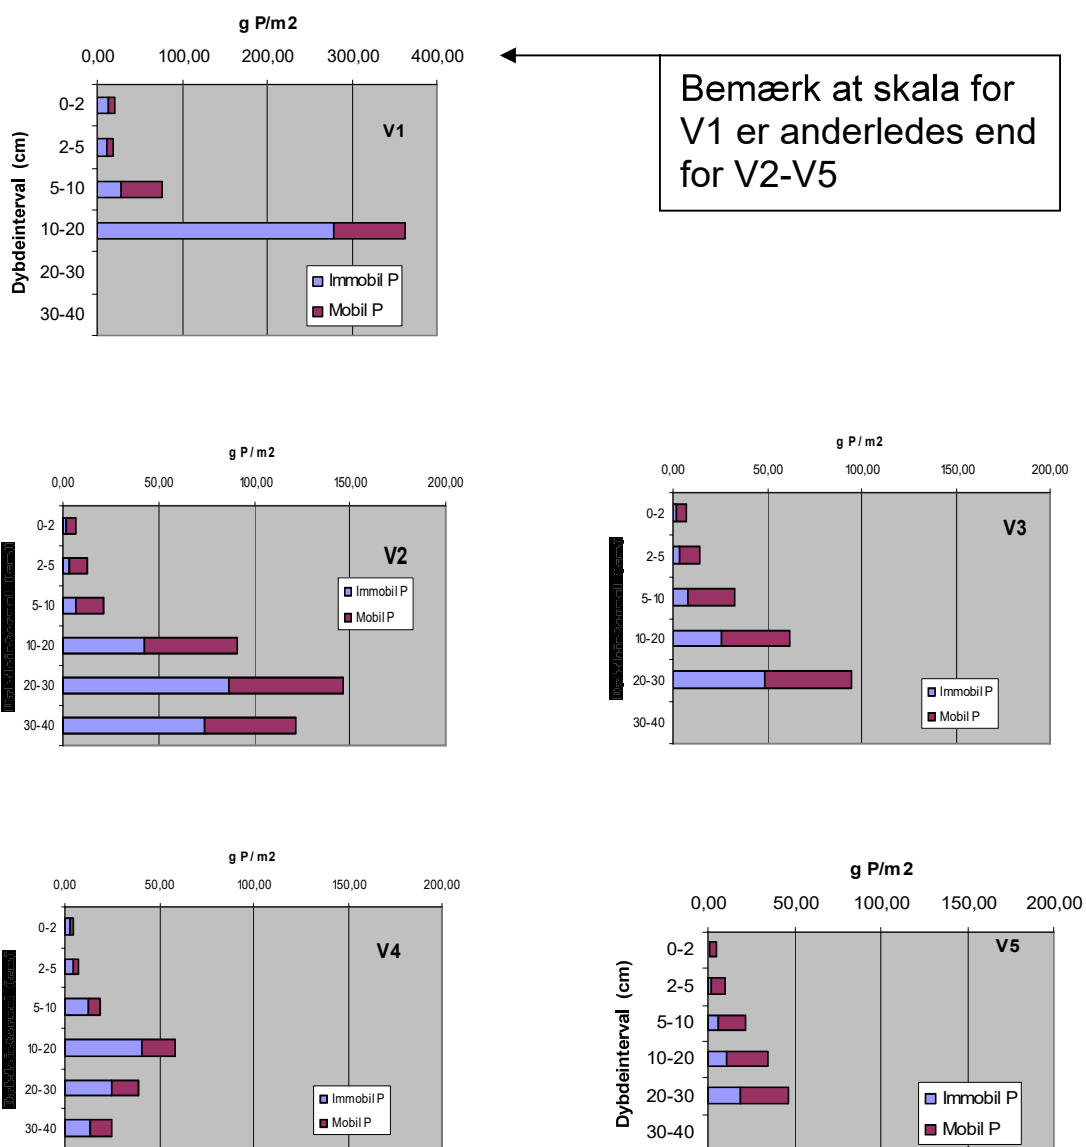 g P/m2
0,00 100,00 200,00 300,00 400,00
Dybdeinterval (cm)
0-2
2-5
5-10
10-20
20-30
30-40
V1
Immobil P
Mobil P
Bemærk at skala for
V1 er anderledes end
for V2-V5
g P / m2
0,00 50,00 100,00 150,00 200,00
0-2
2-5
5-10
10-20
20-30
30-40
V2
Immobil P
Mobil P
g P / m2
0,00 50,00 100,00 150,00 200,00
0-2
2-5
5-10
10-20
20-30
30-40
V3
Immobil P
Mobil P
g P / m2
0,00 50,00 100,00 150,00 200,00
0-2
2-5
5-10
10-20
20-30
30-40
V4
Immobil P
Mobil P
g P/m2
0,00 50,00 100,00 150,00 200,00
Dybdeinterval (cm)
0-2
2-5
5-10
10-20
20-30
30-40
V5
Immobil P
Mobil P